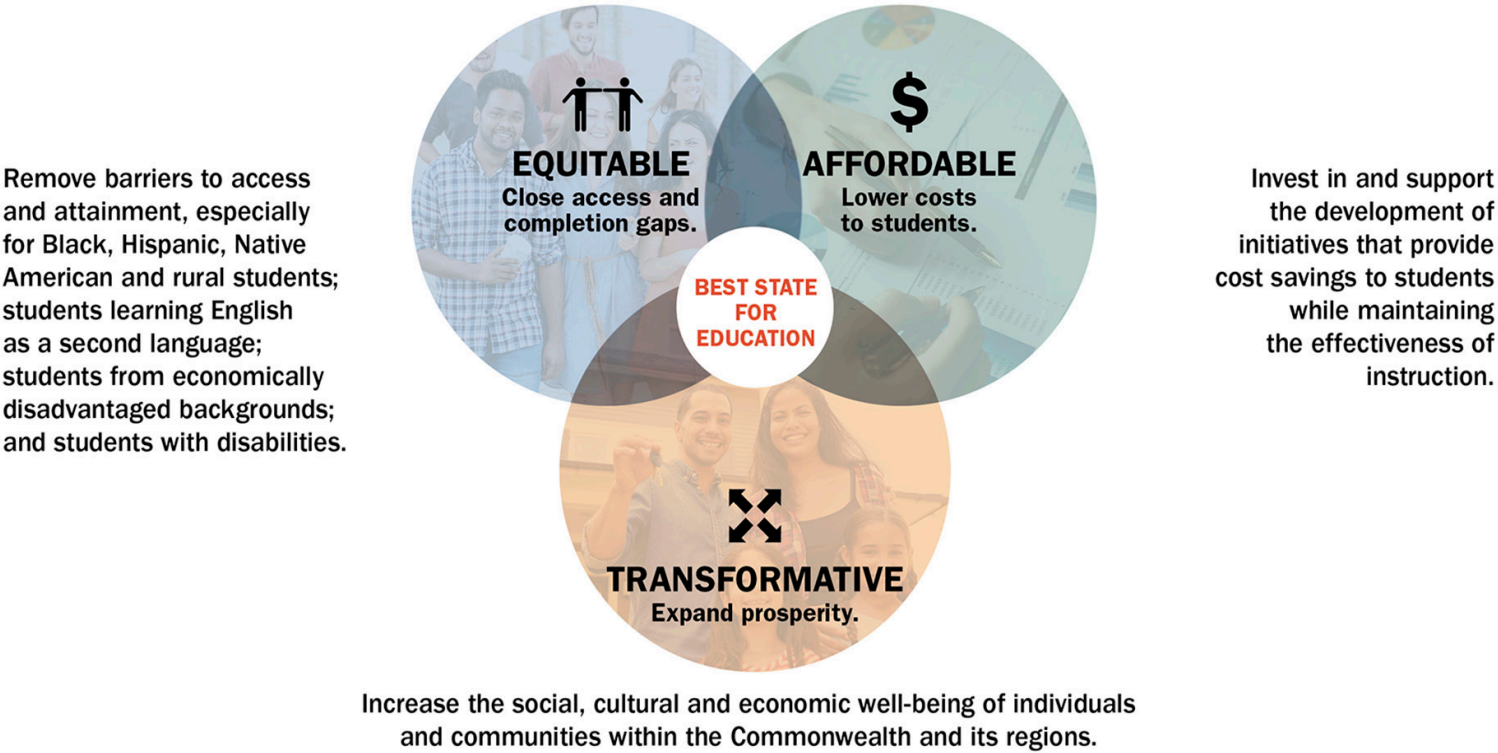 EQUITABLE
Close access and
completion gaps.
$
AFFORDABLE
Lower costs
to students.
Remove barriers to access
and attainment, especially
for Black, Hispanic, Native
American and rural students;
students learning English
as a second language;
students from economically
disadvantaged backgrounds;
and students with disabilities.
Invest in and support
the development of
initiatives that provide
cost savings to students
while maintaining
the effectiveness of
instruction.
BEST STATE
FOR
EDUCATION
TRANSFORMATIVE
Expand prosperity.
Increase the social, cultural and economic well-being of individuals
and communities within the Commonwealth and its regions.